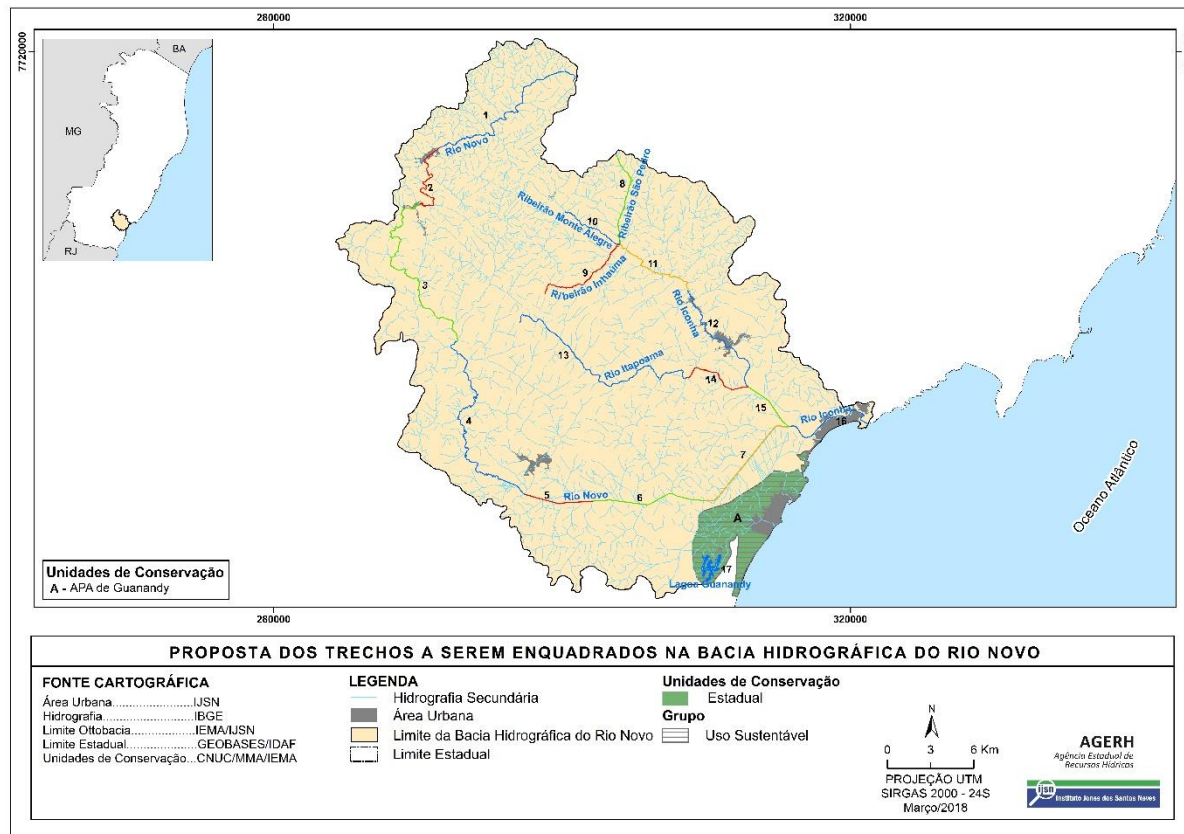 280000
320000
7720000
BA
MG
RJ
1
Rio Novo
2
8
Ribeirão São Pedro
10
Ribeirão Monte Alegre
9
Ribeirão Inhaúma
11
3
Rio Iconha
12
13
Rio Itapoama
14
15
Rio Iconha
16
4
7
5
Rio Novo
6
A
17
Lagoa Guanandy
Oceano Atlântico
Unidades de Conservação
A - APA de Guanandy
280000
320000
PROPOSTA DOS TRECHOS A SEREM ENQUADRADOS NA BACIA HIDROGRÁFICA DO RIO NOVO
FONTE CARTOGRÁFICA
Área Urbana.................IJSN
Hidrografia....................IBGE
Limite Ottobacia............IEMA/IJSN
Limite Estadual..............GEOBASES/IDAF
Unidades de Conservação...CNUC/MMA/IEMA
LEGENDA
Hidrografia Secundária
Área Urbana
Limite da Bacia Hidrográfica do Rio Novo
Limite Estadual
Unidades de Conservação
Estadual
Grupo
Uso Sustentável
N
0 3 6 Km
PROJEÇÃO UTM
SIRGAS 2000 - 24S
Março/2018
AGERH
Agência Estadual de
Recursos Hídricos
ijsn
Instituto Jones dos Santos Neves